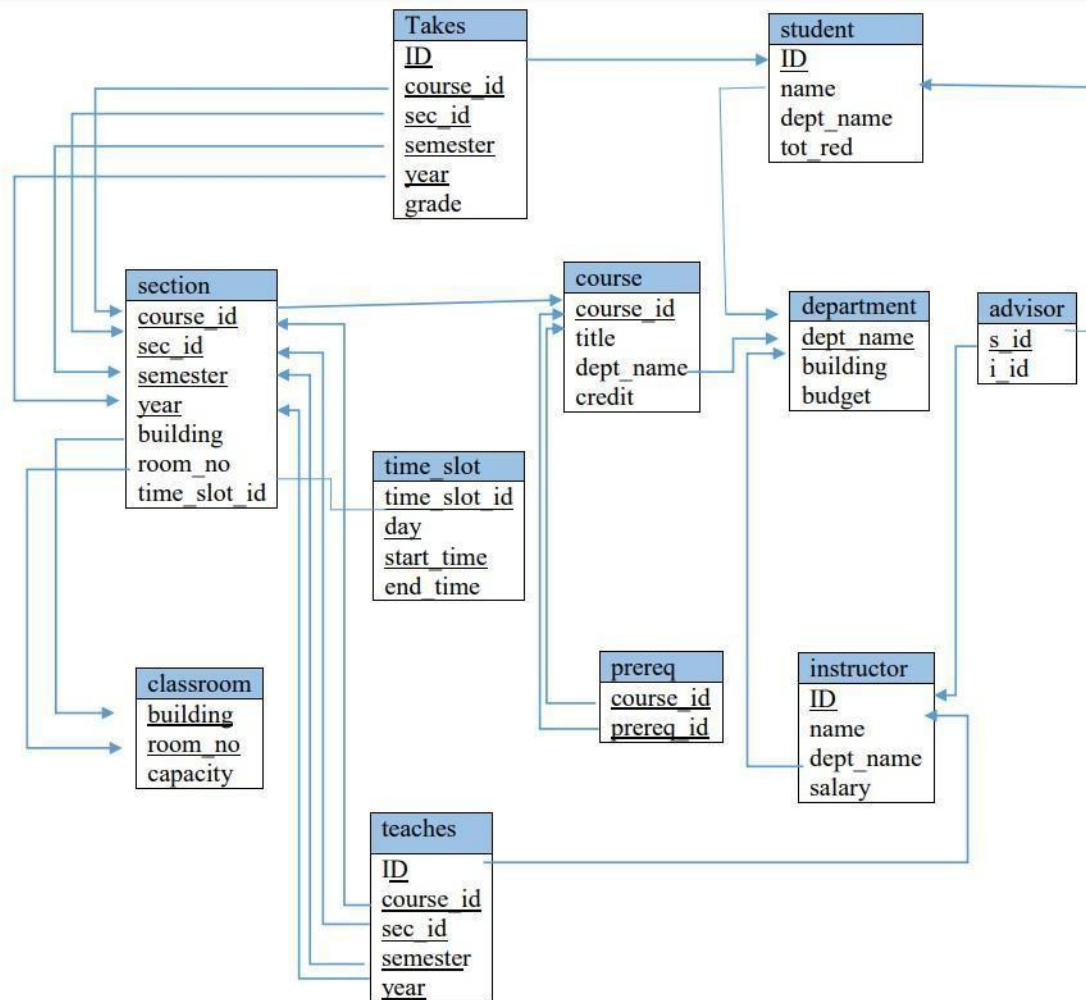 Takes
ID
course_id
sec_id
semester
year
grade
student
ID
name
dept_name
tot_red
section
course_id
sec_id
semester
year
building
room_no
time_slot_id
course
course_id
title
dept_name
credit
department
dept_name
building
budget
advisor
s_id
i_id
time_slot
time_slot_id
day
start_time
end_time
classroom
building
room_no
capacity
prereq
course_id
prereq_id
instructor
ID
name
dept_name
salary
teaches
ID
course_id
sec_id
semester
year